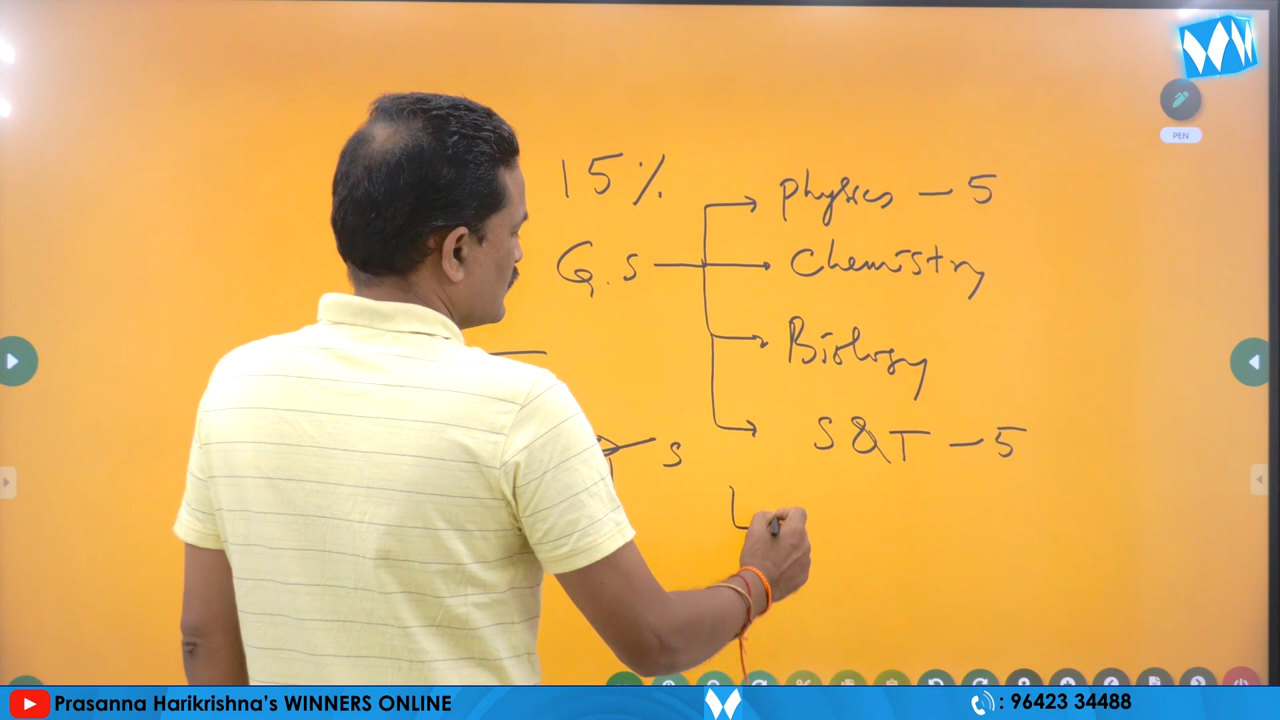 PEN
15%
G.S
Physics - 5
Chemistry
Biology
S&T - 5
s
Prasanna Harikrishna's WINNERS ONLINE
: 96423 34488